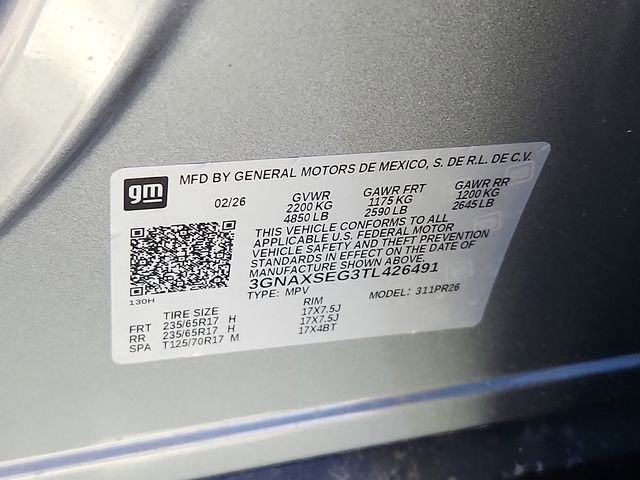 gm
MFD BY GENERAL MOTORS DE MEXICO, S. DE R.L. DE C.V.
02/26 GVWR GAWR FRT GAWR RR
2200 KG 1175 KG 1200 KG
4850 LB 2590 LB 2645 LB
THIS VEHICLE CONFORMS TO ALL
APPLICABLE U.S. FEDERAL MOTOR
VEHICLE SAFETY AND THEFT PREVENTION
STANDARDS IN EFFECT ON THE DATE OF
MANUFACTURE SHOWN ABOVE.
3GNAXSEG3TL426491
TYPE: MPV MODEL: 311PR26
130H
TIRE SIZE RIM
FRT 235/65R17 H 17X7.5J
RR 235/65R17 H 17X7.5J
SPA T125/70R17 M 17X4BT